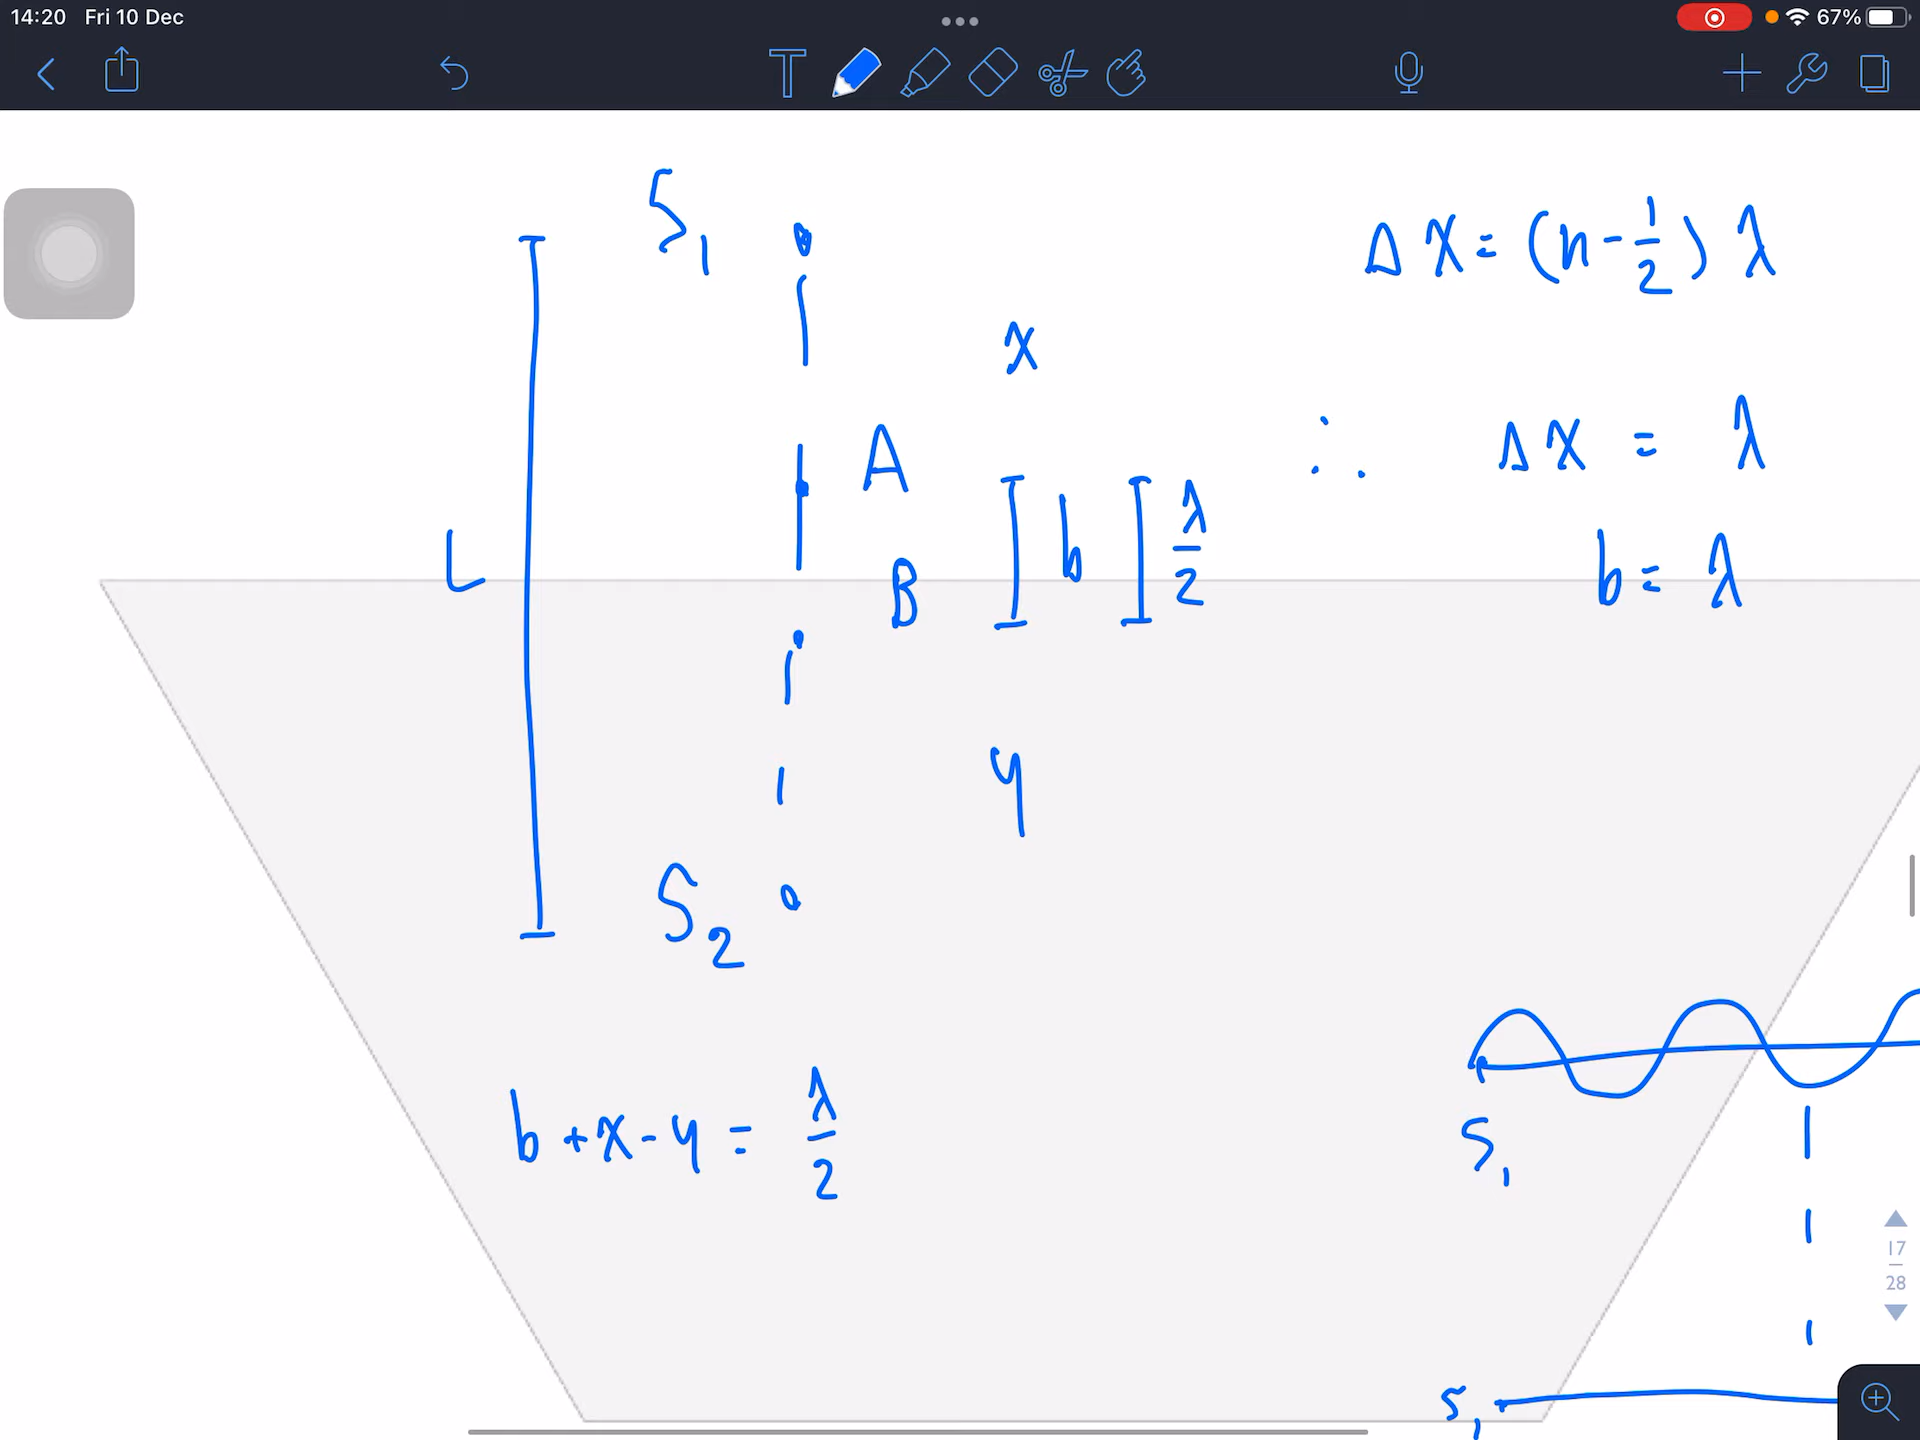 14:20 Fri 10 Dec
67%
S₁
Δx = (n - 1/2) λ
x
A
∴ Δx = λ
L
b
λ/2
b = λ
B
y
S₂
b + x - y = λ/2
S₁
17
28
S₁